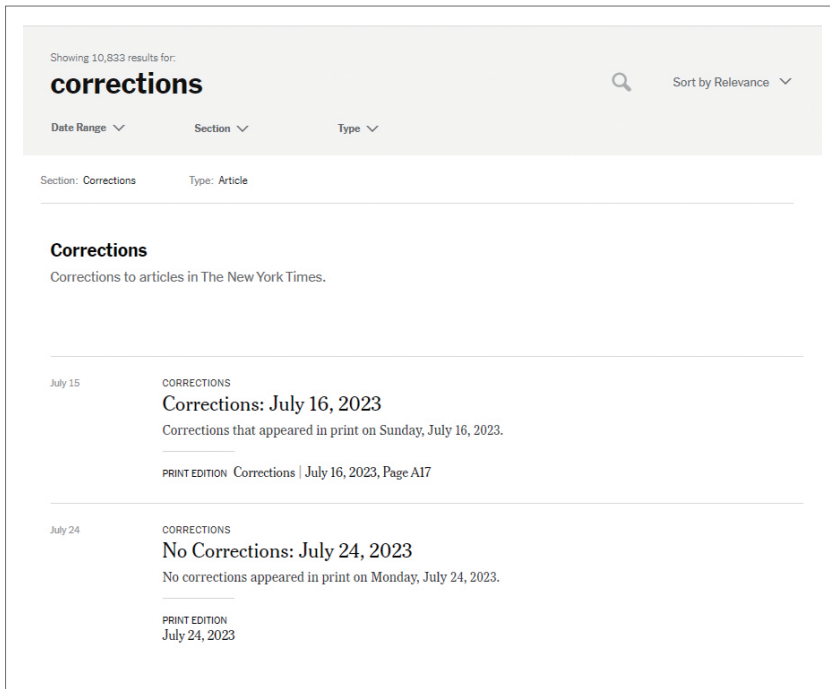 Showing 10,833 results for:
corrections
Sort by Relevance
Date Range Section Type
Section: Corrections Type: Article
Corrections
Corrections to articles in The New York Times.
July 15 CORRECTIONS
Corrections: July 16, 2023
Corrections that appeared in print on Sunday, July 16, 2023.
PRINT EDITION Corrections | July 16, 2023, Page A17
July 24 CORRECTIONS
No Corrections: July 24, 2023
No corrections appeared in print on Monday, July 24, 2023.
PRINT EDITION
July 24, 2023